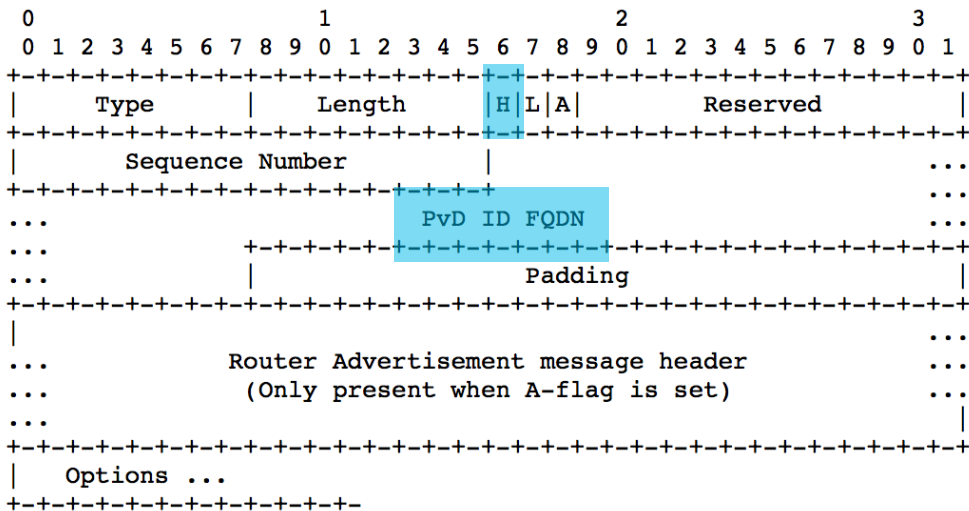 0                   1                   2                   3
0 1 2 3 4 5 6 7 8 9 0 1 2 3 4 5 6 7 8 9 0 1 2 3 4 5 6 7 8 9 0 1
+-+-+-+-+-+-+-+-+-+-+-+-+-+-+-+-+-+-+-+-+-+-+-+-+-+-+-+-+-+-+-+-+
|     Type      |    Length     |H|L|A|        Reserved         |
+-+-+-+-+-+-+-+-+-+-+-+-+-+-+-+-+-+-+-+-+-+-+-+-+-+-+-+-+-+-+-+-+
|       Sequence Number         |                             ...
+-+-+-+-+-+-+-+-+-+-+-+-+-+-+-+-+                             ...
...                         PvD ID FQDN                       ...
...             +-+-+-+-+-+-+-+-+-+-+-+-+-+-+-+-+-+-+-+-+-+-+-+-+
...             |                  Padding                      |
+-+-+-+-+-+-+-+-+-+-+-+-+-+-+-+-+-+-+-+-+-+-+-+-+-+-+-+-+-+-+-+-+
|                                                             ...
...            Router Advertisement message header            ...
...             (Only present when A-flag is set)             ...
...                                                             |
+-+-+-+-+-+-+-+-+-+-+-+-+-+-+-+-+-+-+-+-+-+-+-+-+-+-+-+-+-+-+-+-+
|   Options ...
+-+-+-+-+-+-+-+-+-+-+-+-